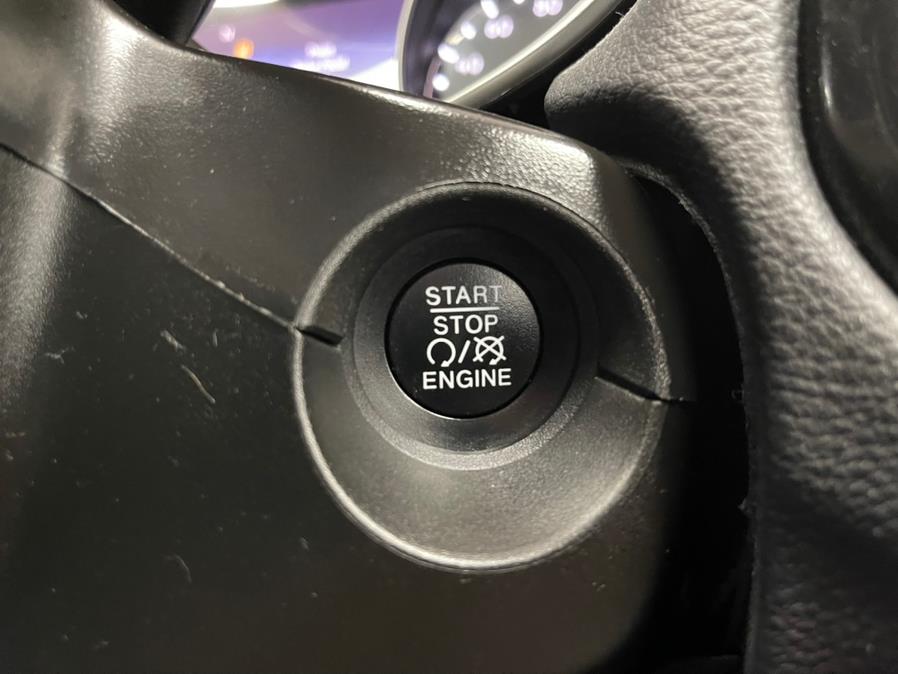 START
STOP
/
ENGINE